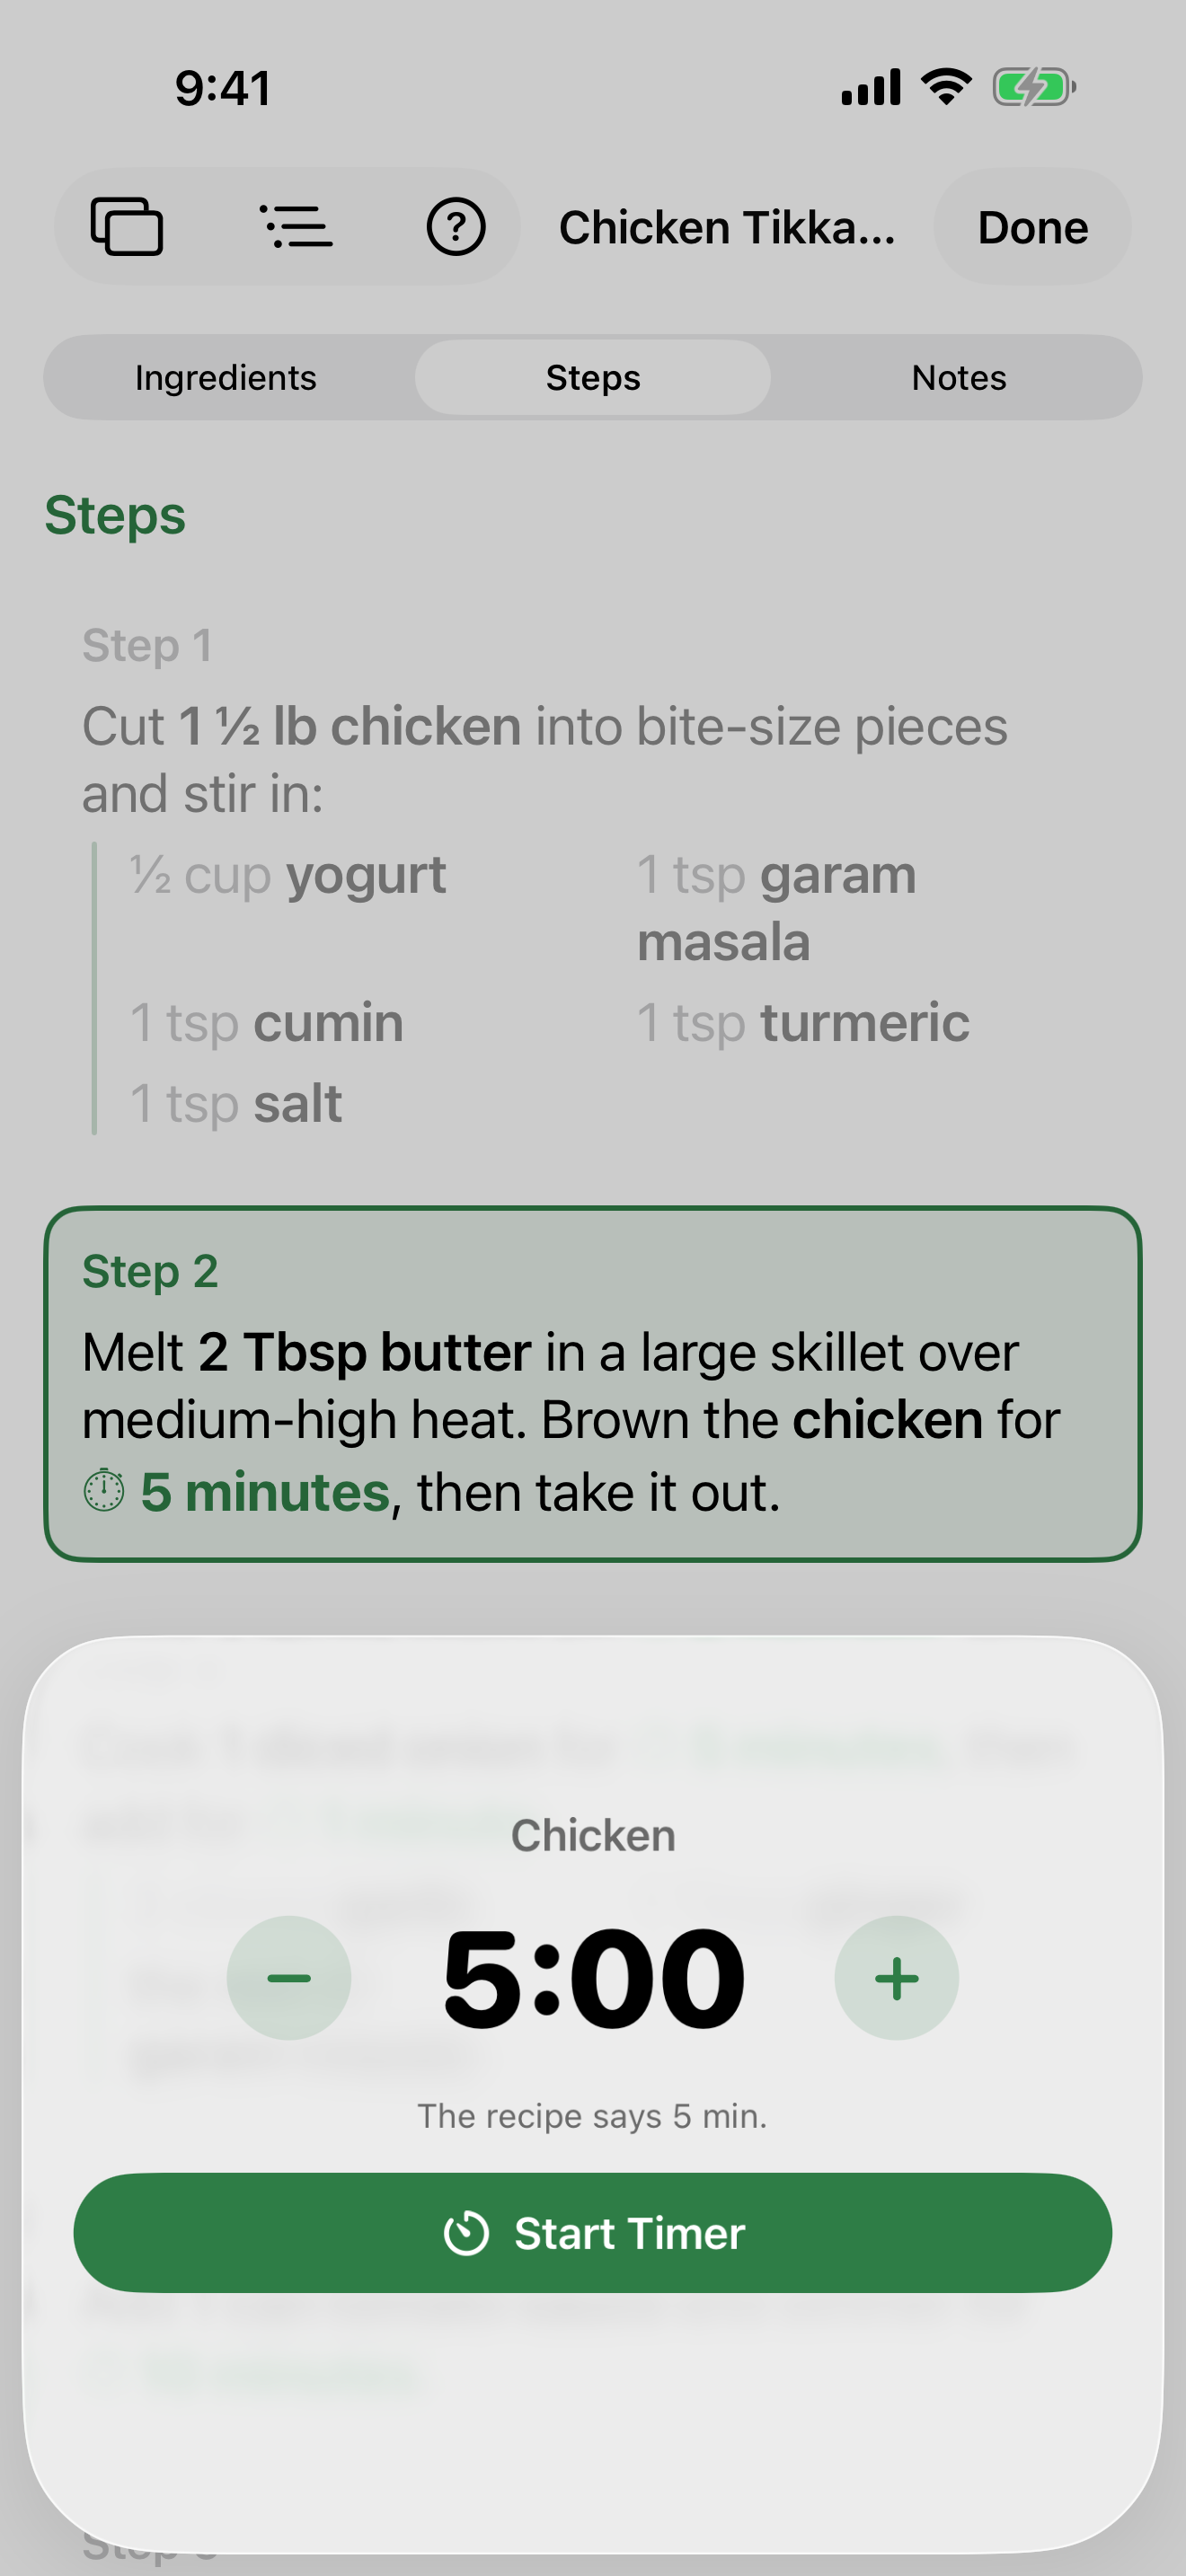 9:41
Chicken Tikka...
Done
Ingredients
Steps
Notes
Steps
Step 1
Cut 1 ½ lb chicken into bite-size pieces
and stir in:
½ cup yogurt
1 tsp garam
masala
1 tsp cumin
1 tsp turmeric
1 tsp salt
Step 2
Melt 2 Tbsp butter in a large skillet over
medium-high heat. Brown the chicken for
5 minutes, then take it out.
Chicken
5:00
The recipe says 5 min.
Start Timer